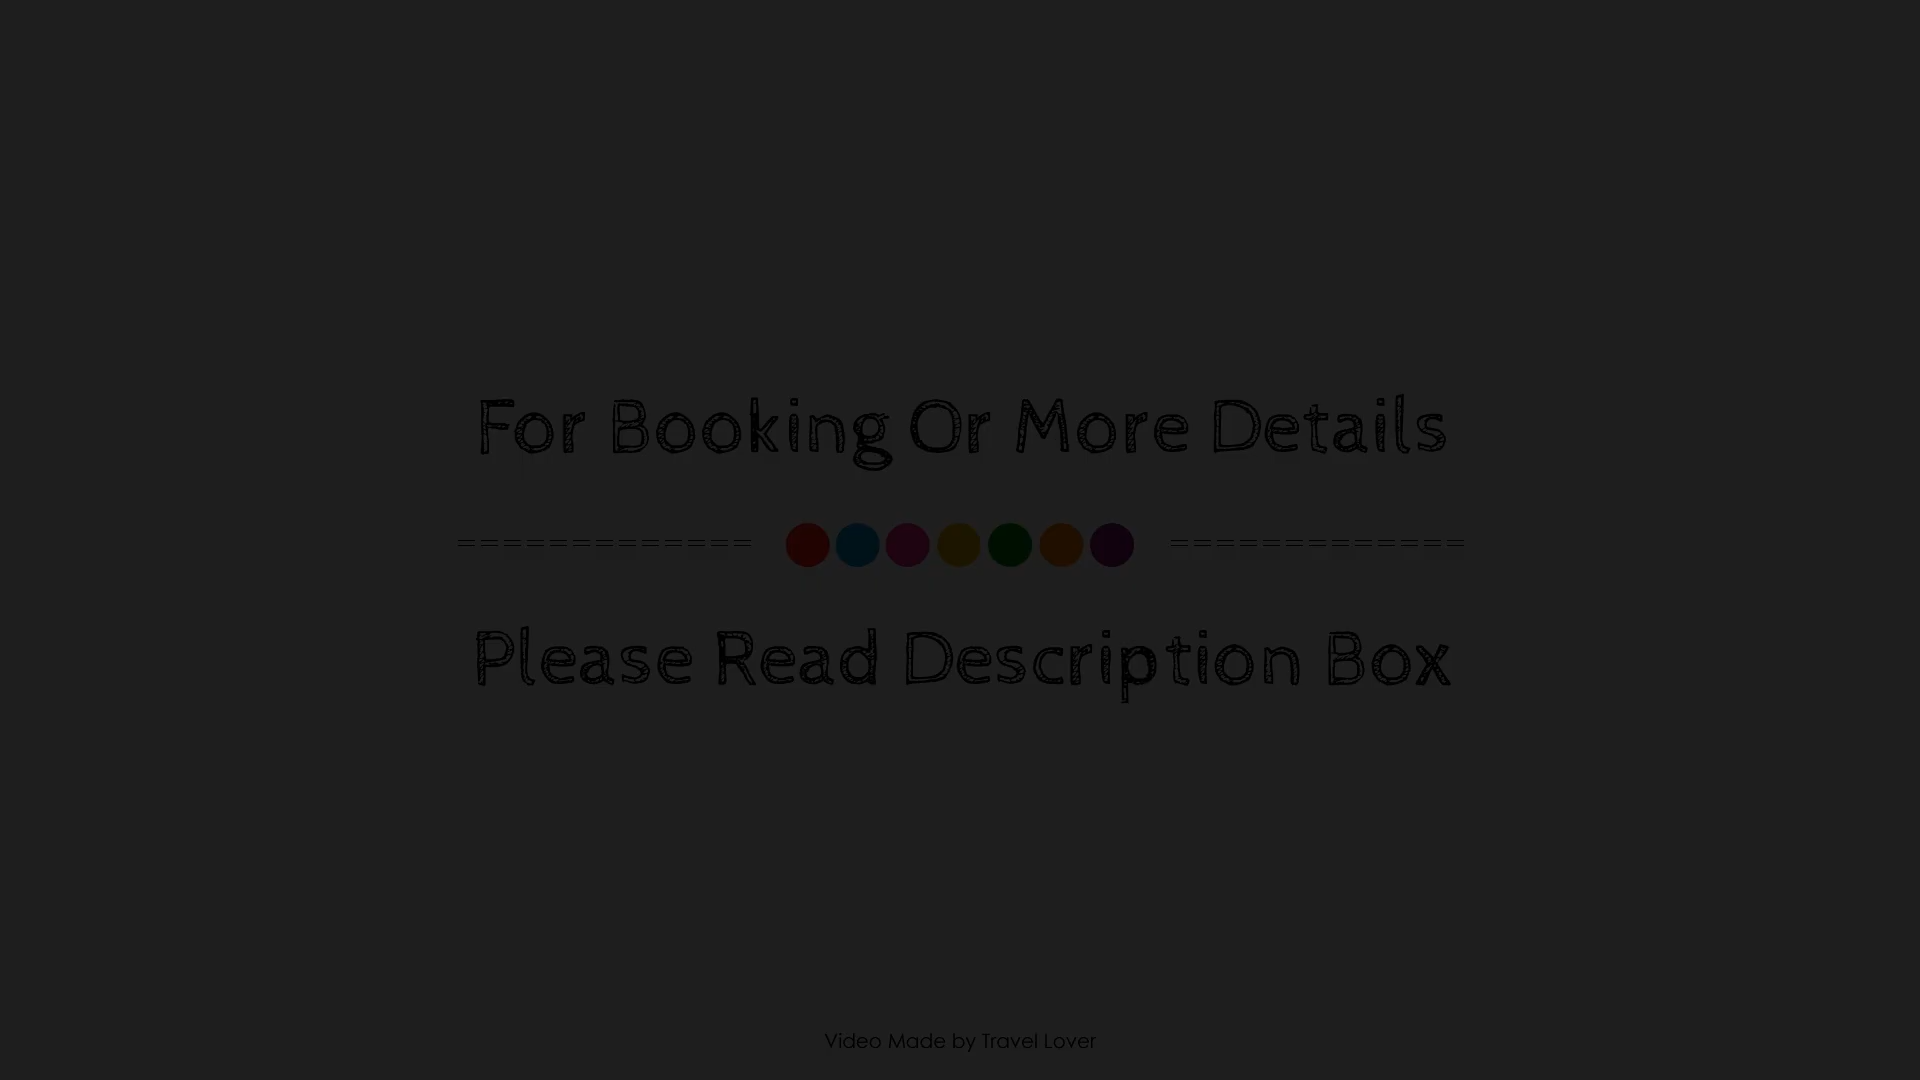 For Booking Or More Details
============= =============
Please Read Description Box
Video Made by Travel Lover